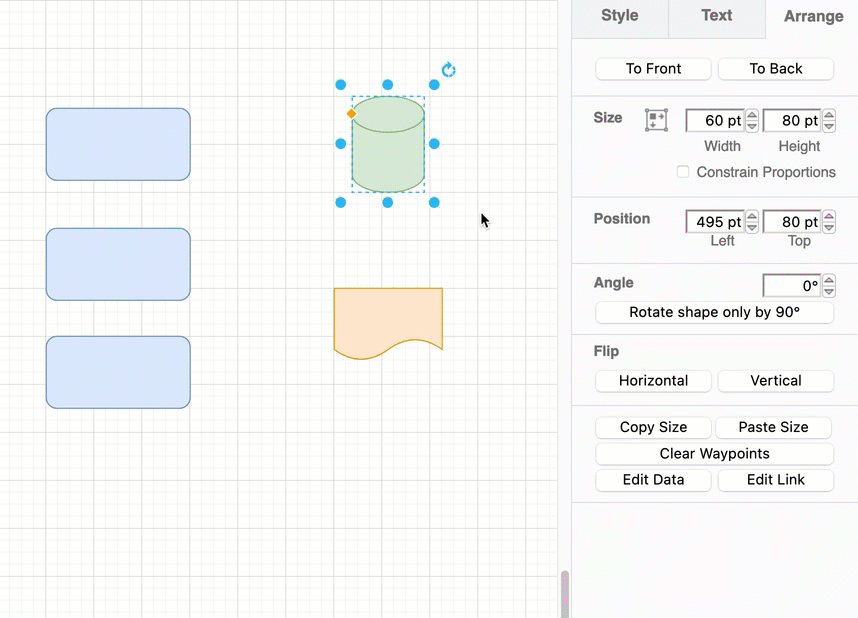 Style Text Arrange
To Front To Back
Size 60 pt 80 pt
Width Height
Constrain Proportions
Position 495 pt 80 pt
Left Top
Angle 0°
Rotate shape only by 90°
Flip
Horizontal Vertical
Copy Size Paste Size
Clear Waypoints
Edit Data Edit Link